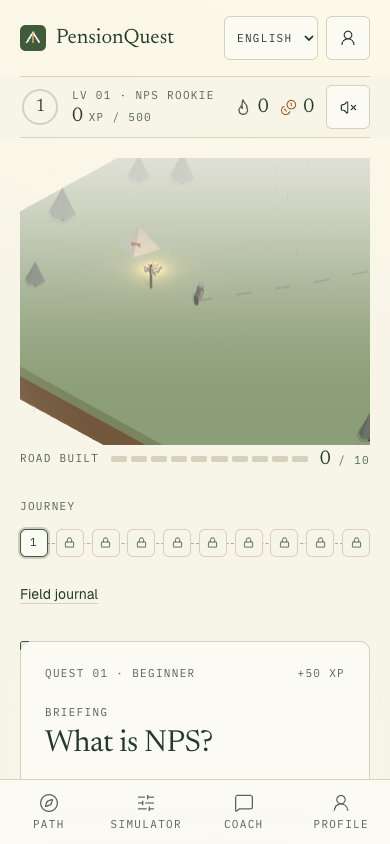 PensionQuest
ENGLISH
1
LV 01 · NPS ROOKIE
0 XP / 500
0
0
ROAD BUILT
0 / 10
JOURNEY
1
Field journal
QUEST 01 · BEGINNER
+50 XP
BRIEFING
What is NPS?
PATH
SIMULATOR
COACH
PROFILE